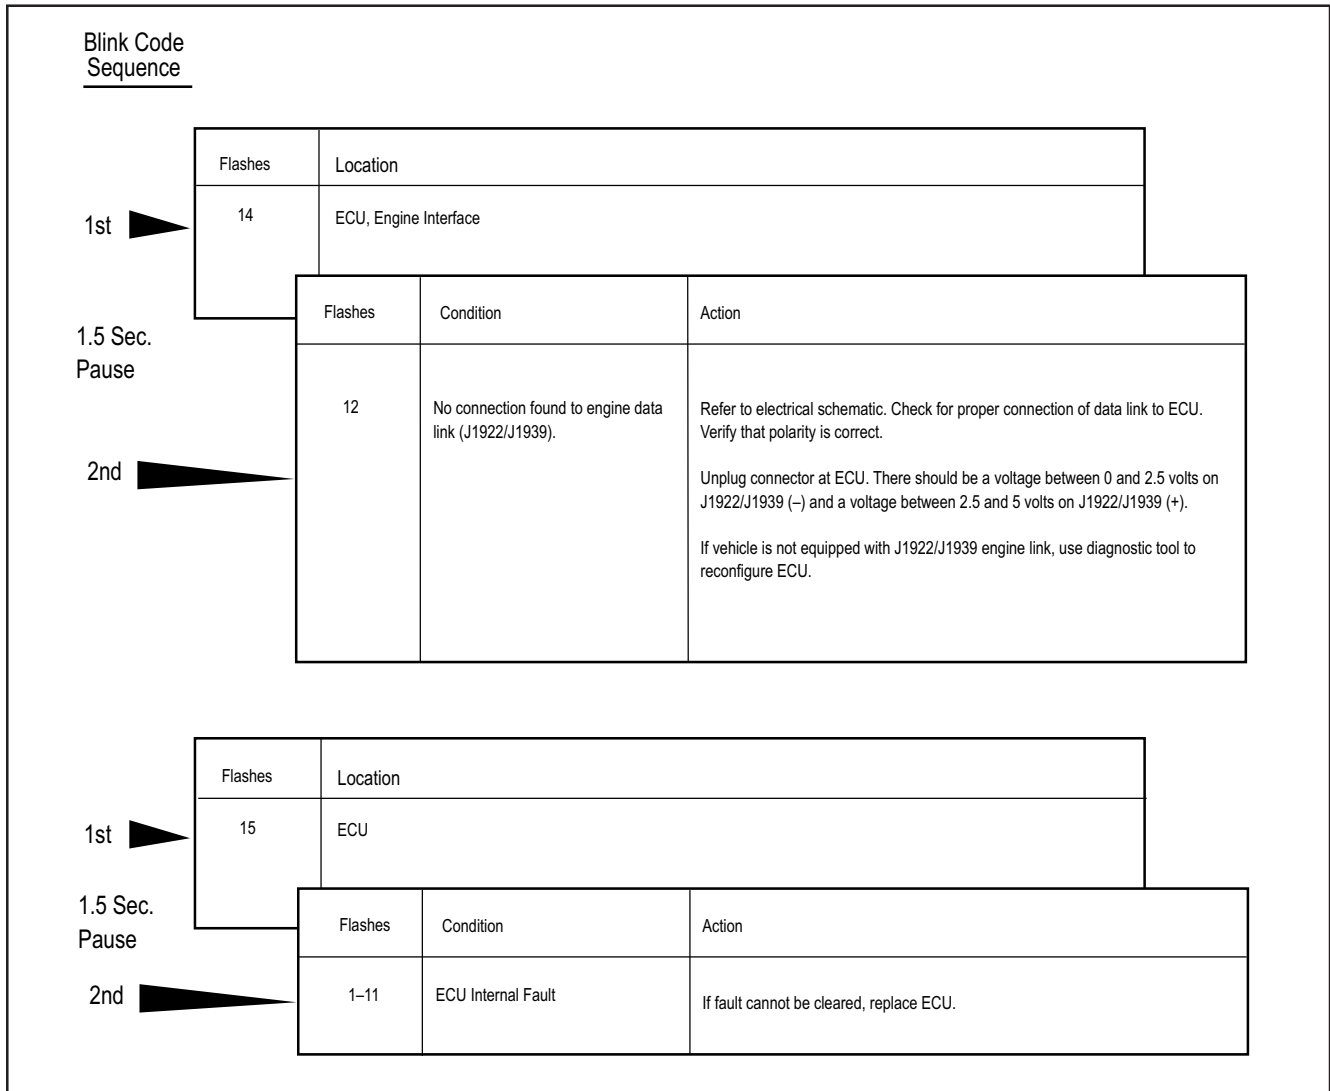 Blink Code
Sequence
Flashes Location
1st 14 ECU, Engine Interface
1.5 Sec.
Pause
Flashes Condition Action
2nd 12 No connection found to engine data
link (J1922/J1939).
Refer to electrical schematic. Check for proper connection of data link to ECU.
Verify that polarity is correct.
Unplug connector at ECU. There should be a voltage between 0 and 2.5 volts on
J1922/J1939 (–) and a voltage between 2.5 and 5 volts on J1922/J1939 (+).
If vehicle is not equipped with J1922/J1939 engine link, use diagnostic tool to
reconfigure ECU.
Flashes Location
1st 15 ECU
1.5 Sec.
Pause
Flashes Condition Action
2nd 1–11 ECU Internal Fault If fault cannot be cleared, replace ECU.